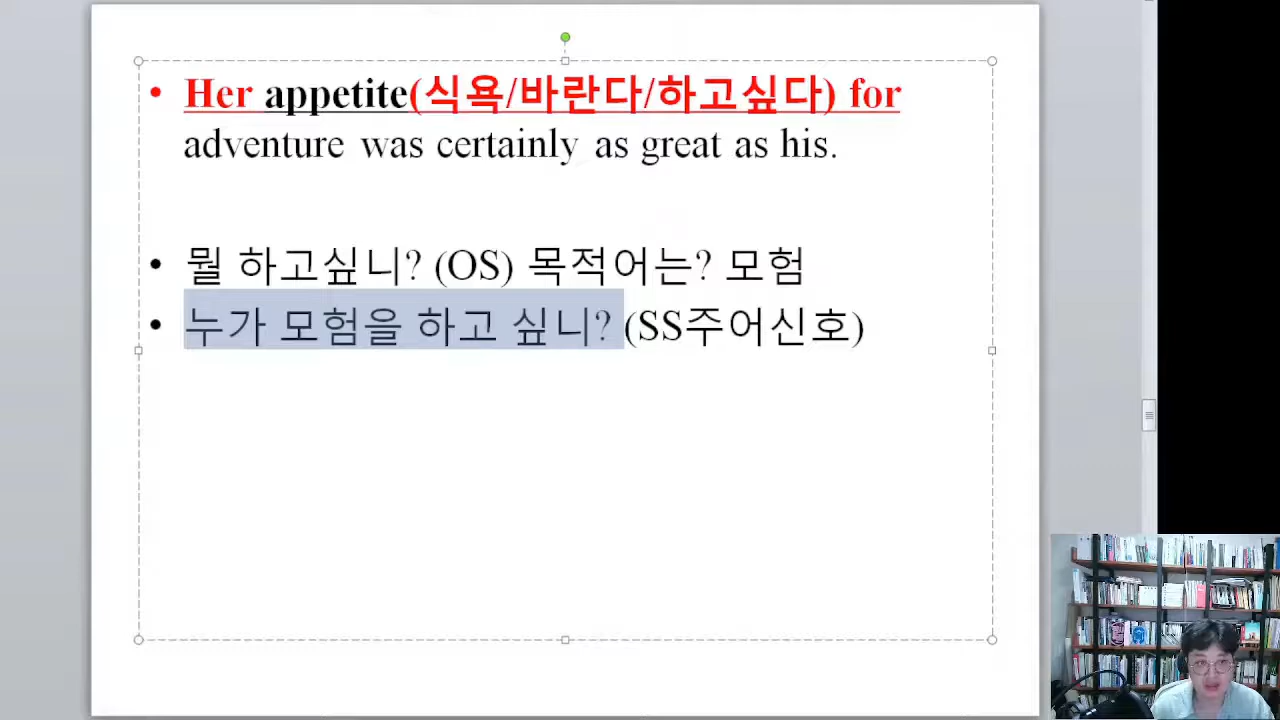 • Her appetite(식욕/바란다/하고싶다) for
adventure was certainly as great as his.
• 뭘 하고싶니? (OS) 목적어는? 모험
• 누가 모험을 하고 싶니? (SS주어신호)